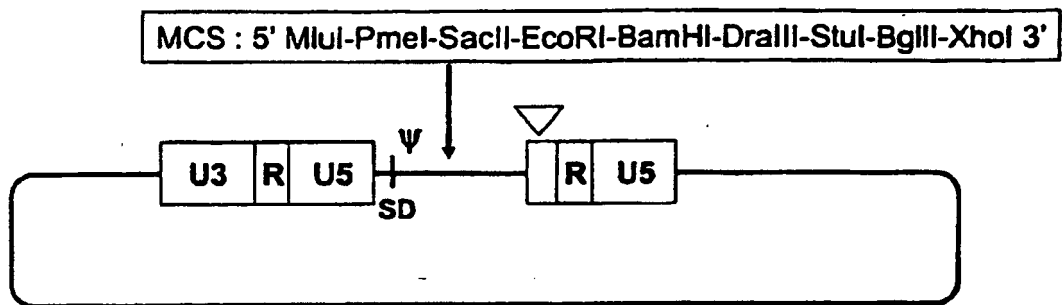 MCS : 5' MluI-PmeI-SacII-EcoRI-BamHI-DraIII-StuI-BglII-XhoI 3'
Ψ
U3 R U5 R U5
SD